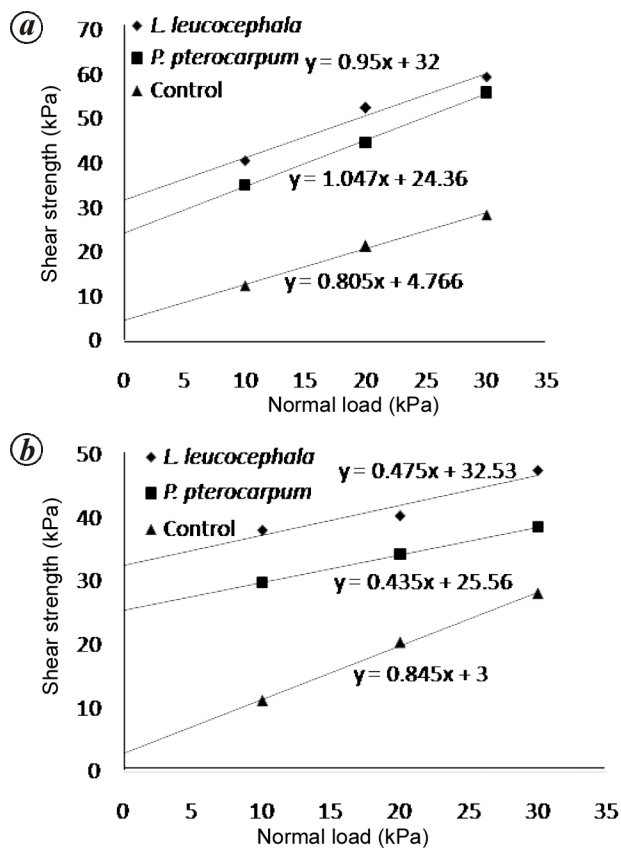 a
70
60
50
40
30
20
10
0
Shear strength (kPa)
L. leucocephala
P. pterocarpum
Control
y = 0.95x + 32
y = 1.047x + 24.36
y = 0.805x + 4.766
0 5 10 15 20 25 30 35
Normal load (kPa)
b
50
40
30
20
10
0
Shear strength (kPa)
L. leucocephala
P. pterocarpum
Control
y = 0.475x + 32.53
y = 0.435x + 25.56
y = 0.845x + 3
0 5 10 15 20 25 30 35
Normal load (kPa)